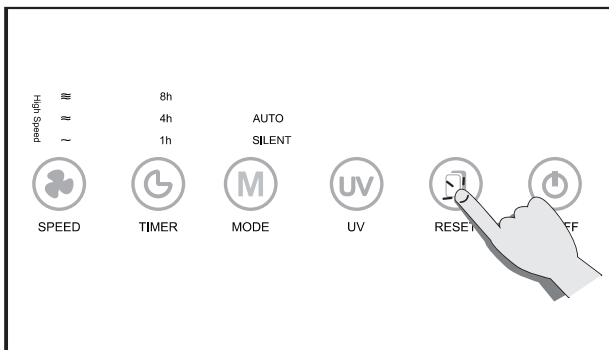 High Speed
8h
4h
AUTO
1h
SILENT
M
UV
SPEED
TIMER
MODE
UV
RESET